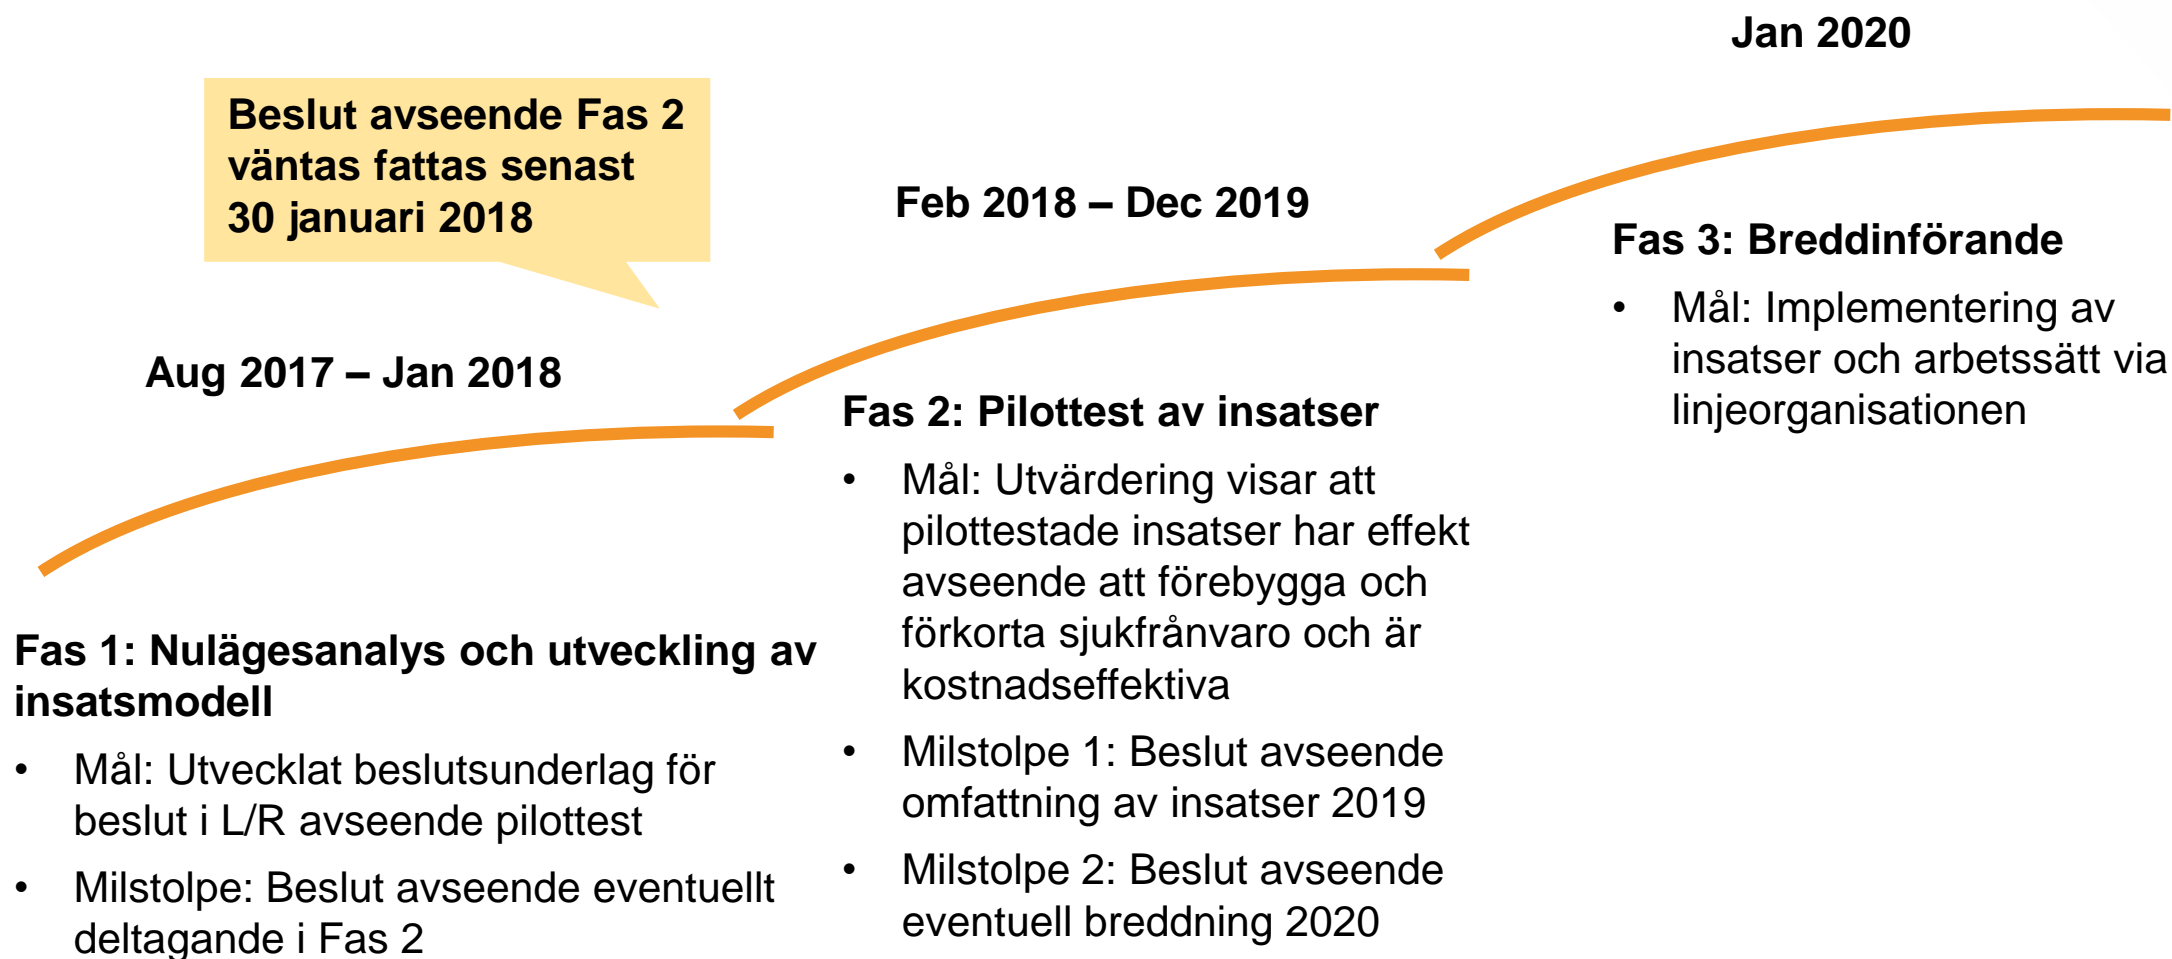 Jan 2020
Beslut avseende Fas 2
väntas fattas senast
30 januari 2018
Feb 2018 – Dec 2019
Aug 2017 – Jan 2018
Fas 1: Nulägesanalys och utveckling av
insatsmodell
• Mål: Utvecklat beslutsunderlag för
beslut i L/R avseende pilottest
• Milstolpe: Beslut avseende eventuellt
deltagande i Fas 2
Fas 2: Pilottest av insatser
• Mål: Utvärdering visar att
pilottestade insatser har effekt
avseende att förebygga och
förkorta sjukfrånvaro och är
kostnadseffektiva
• Milstolpe 1: Beslut avseende
omfattning av insatser 2019
• Milstolpe 2: Beslut avseende
eventuell breddning 2020
Fas 3: Breddinförande
• Mål: Implementering av
insatser och arbetssätt via
linjeorganisationen